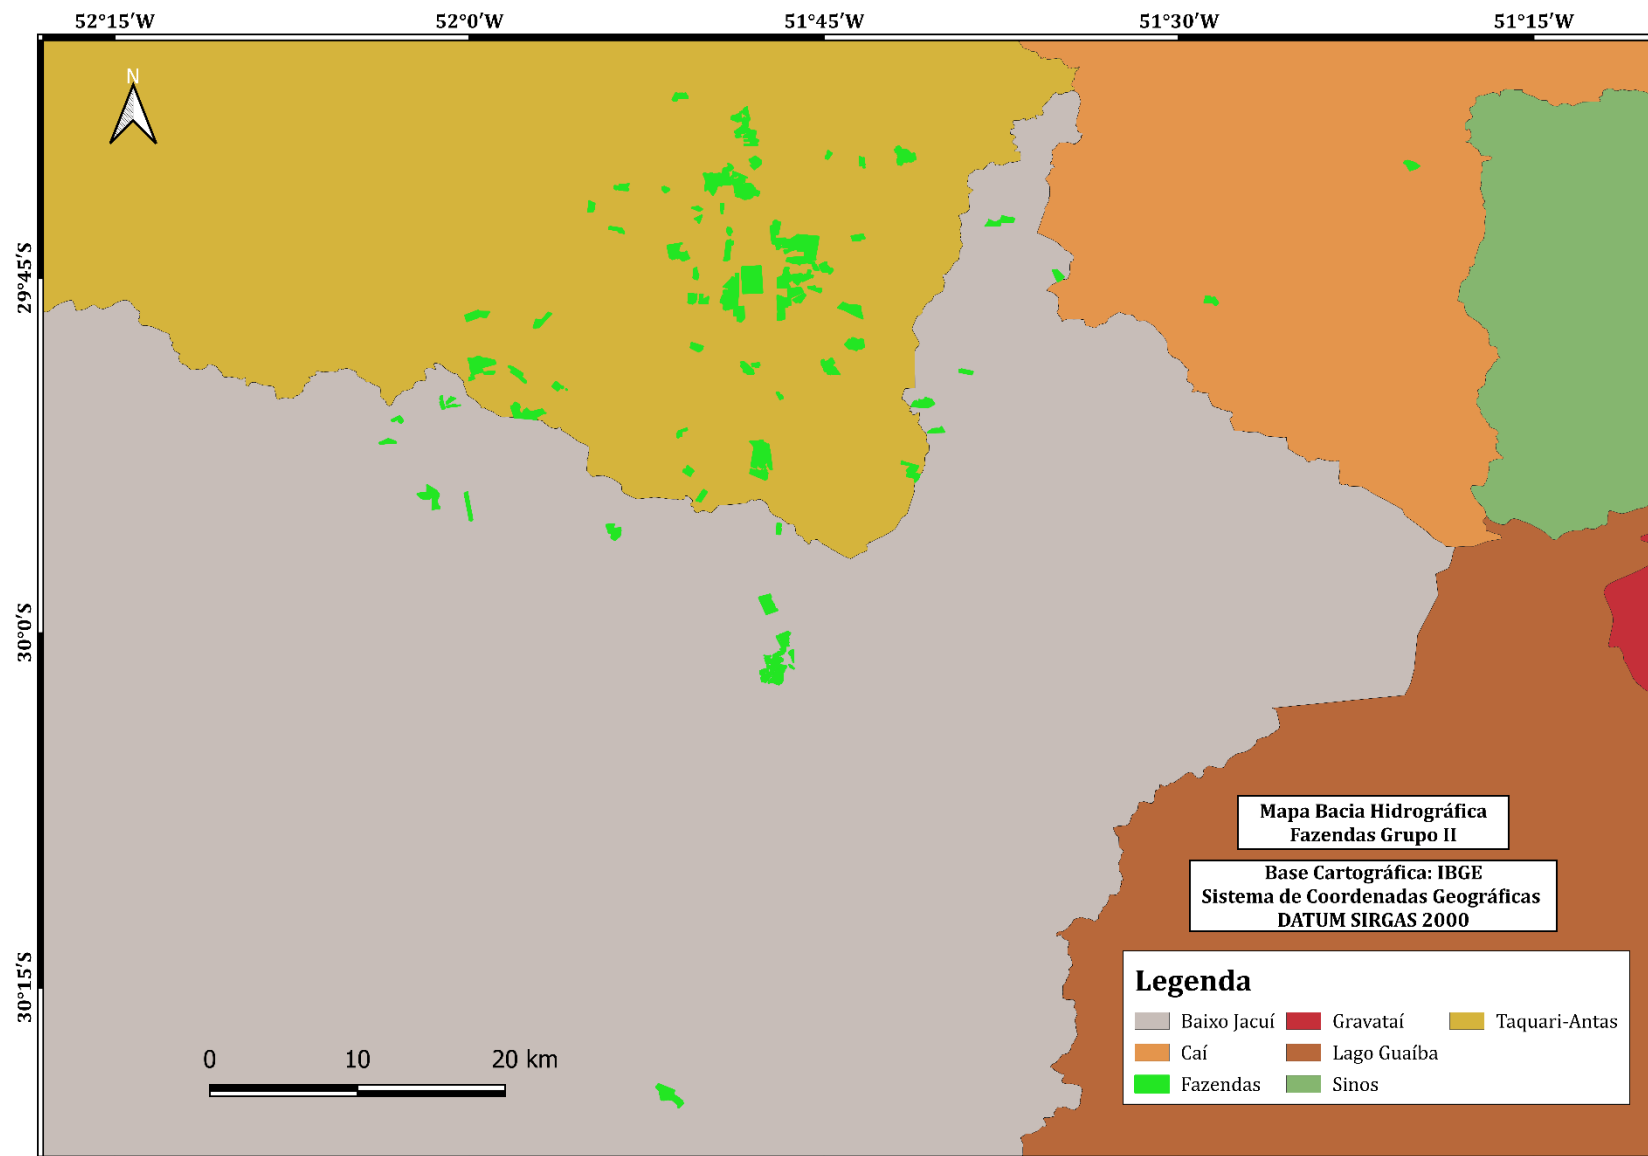 52°15'W 52°0'W 51°45'W 51°30'W 51°15'W
N
29°45'S
30°0'S
30°15'S
Mapa Bacia Hidrográfica
Fazendas Grupo II
Base Cartográfica: IBGE
Sistema de Coordenadas Geográficas
DATUM SIRGAS 2000
Legenda
Baixo Jacuí Gravataí Taquari-Antas
Caí Lago Guaíba
Fazendas Sinos
0 10 20 km